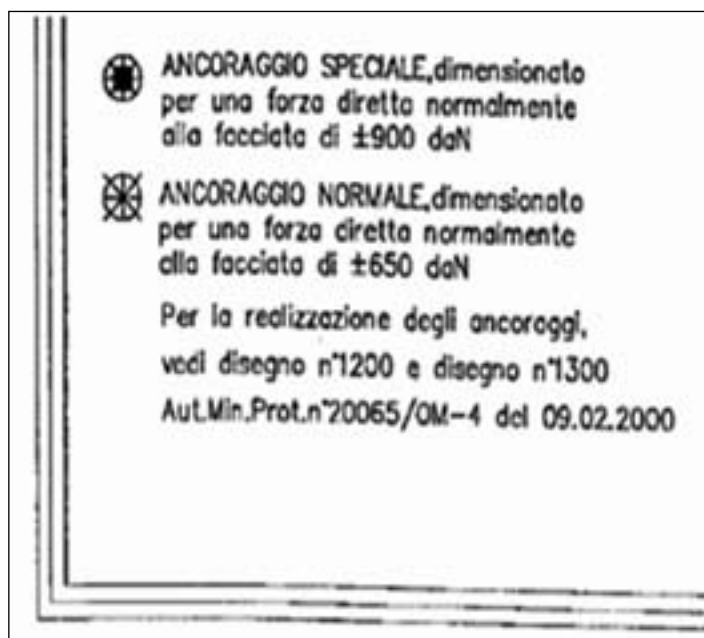 ANCORAGGIO SPECIALE,dimensionato
per una forza diretta normalmente
alla facciata di ±900 daN
ANCORAGGIO NORMALE,dimensionato
per una forza diretta normalmente
alla facciata di ±650 daN
Per la realizzazione degli ancoraggi,
vedi disegno n°1200 e disegno n°1300
Aut.Min.Prot.n°20065/OM-4 del 09.02.2000